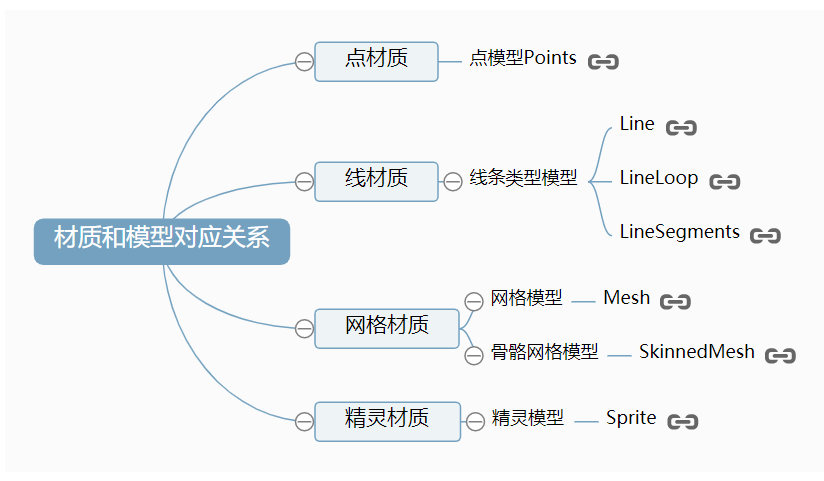 材质和模型对应关系
点材质
点模型Points
线材质
线条类型模型
Line
LineLoop
LineSegments
网格材质
网格模型
Mesh
骨骼网格模型
SkinnedMesh
精灵材质
精灵模型
Sprite